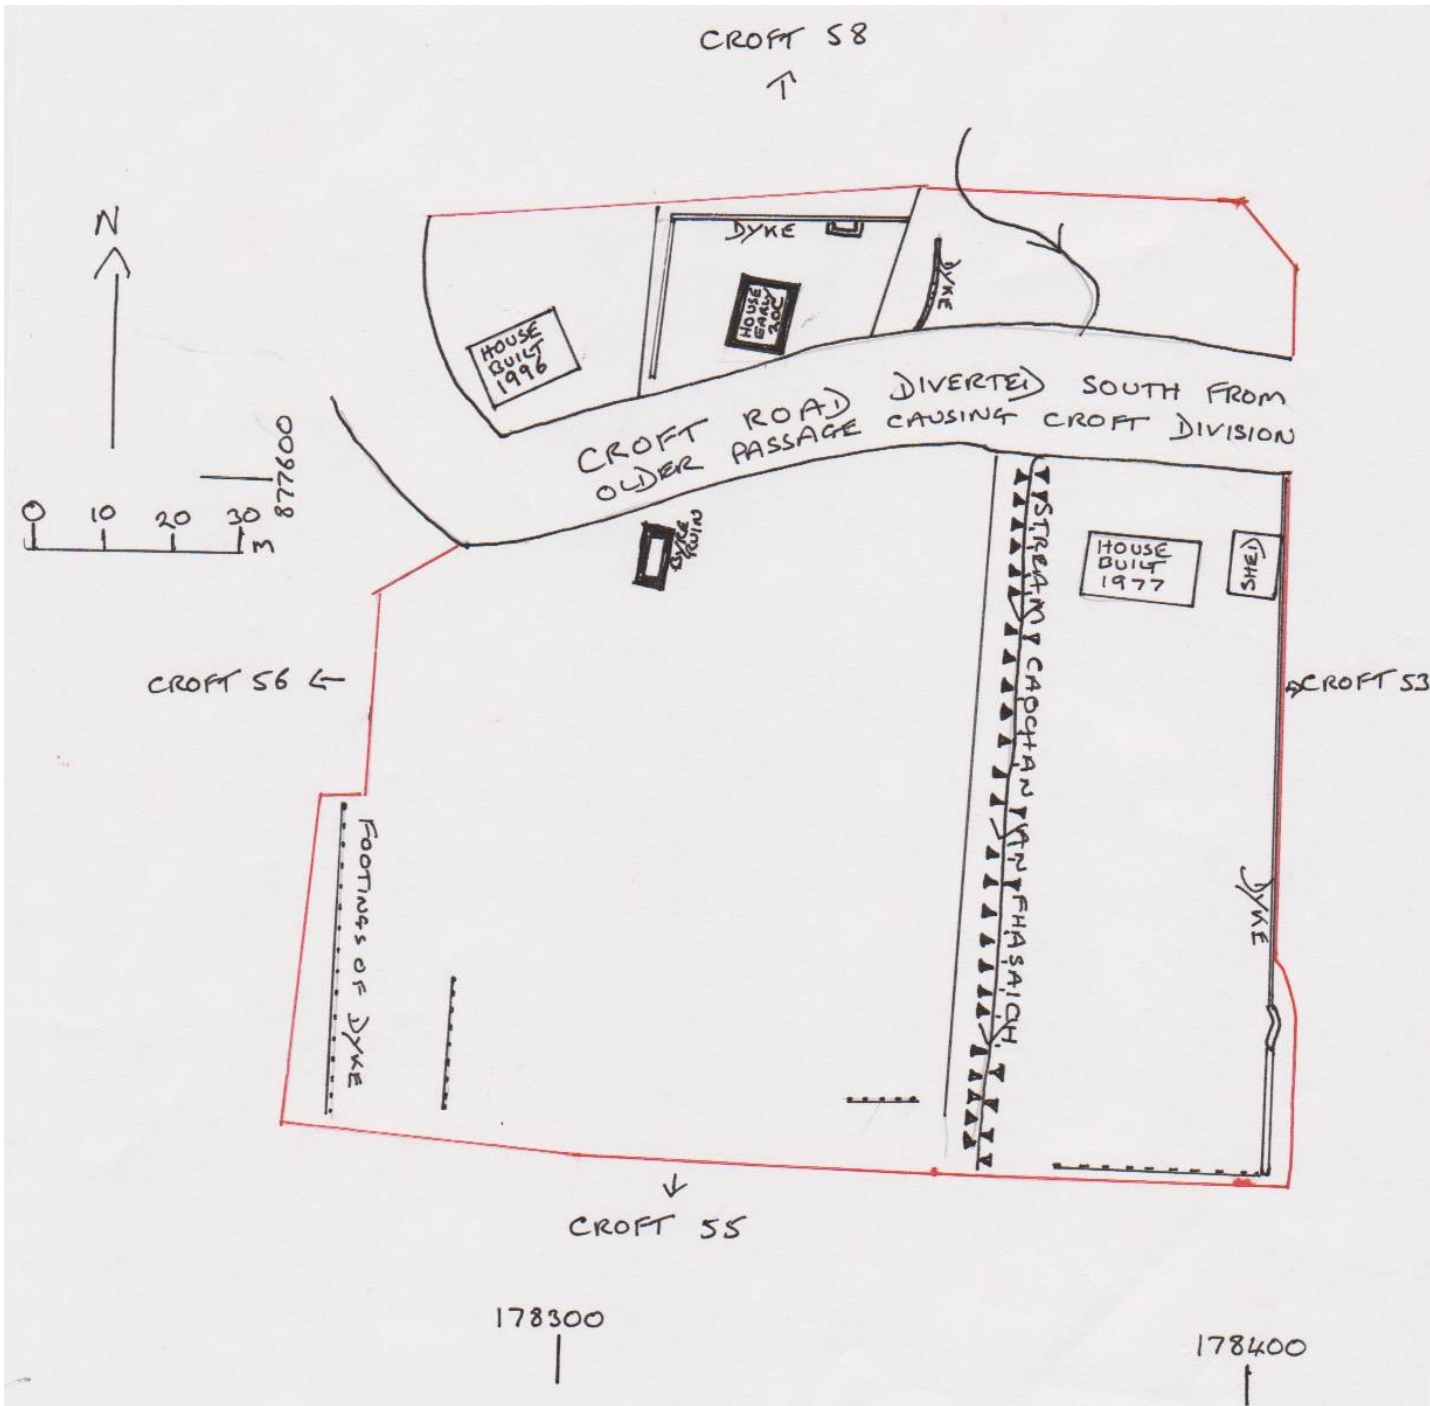 CROFT 58
N
DYKE
DYKE
HOUSE
EARLY
20C
HOUSE
BUILT
1996
CROFT ROAD DIVERTED SOUTH FROM
OLDER PASSAGE CAUSING CROFT DIVISION
877600
0 10 20 30 m
BYRE
RUIN
STREAM CAOCHAN AN FHASAICH
HOUSE
BUILT
1977
SHED
CROFT 56
CROFT 53
FOOTINGS OF DYKE
DYKE
CROFT 55
178300
178400